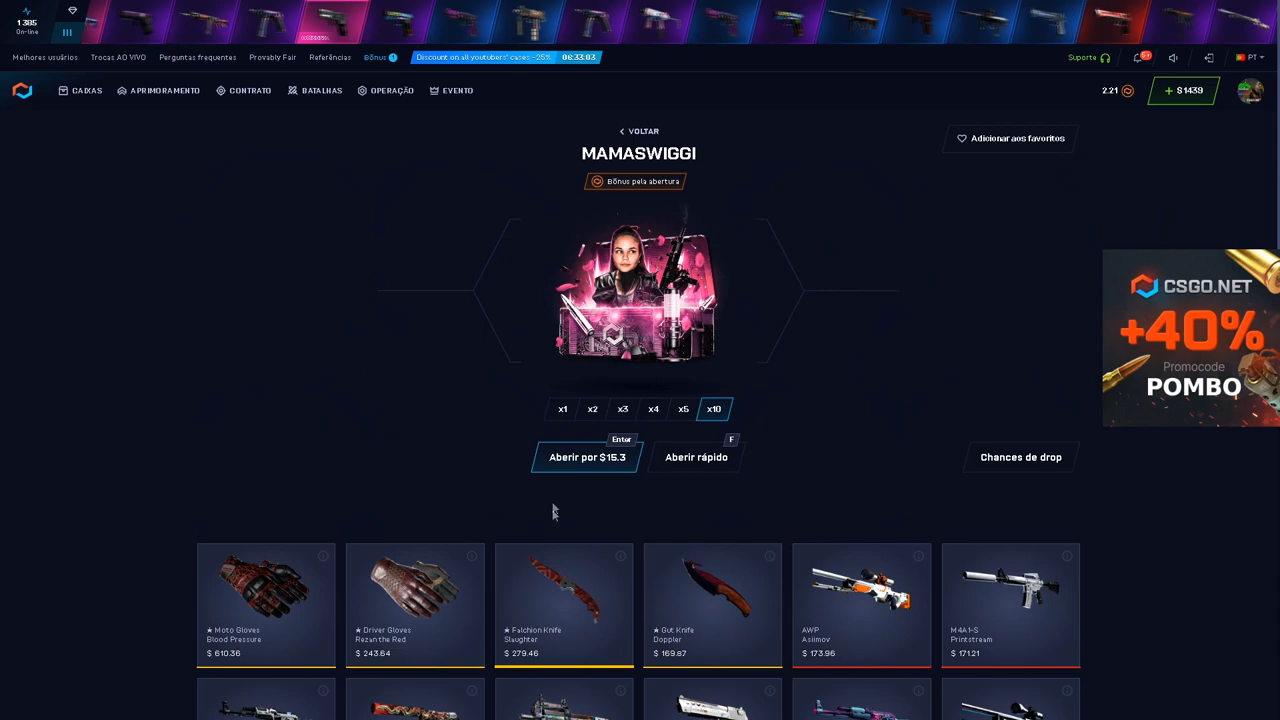 1 385
On-line
Melhores usuários Trocas AO VIVO Perguntas frequentes Provably Fair Referências Bônus Discount on all youtubers' cases -25% 06:33:03 Suporte 5+ PT
CAIXAS APRIMORAMENTO CONTRATO BATALHAS OPERAÇÃO EVENTO 2.21 + $ 1439
VOLTAR
MAMASWIGGI
Adicionar aos favoritos
Bônus pela abertura
CSGO.NET
+40%
Promocode
POMBO
x1 x2 x3 x4 x5 x10
Enter F
Aberir por $ 15.3 Aberir rápido Chances de drop
★ Moto Gloves
Blood Pressure
$ 610.36
★ Driver Gloves
Rezan the Red
$ 243.64
★ Falchion Knife
Slaughter
$ 279.46
★ Gut Knife
Doppler
$ 169.87
AWP
Asiimov
$ 173.96
M4A1-S
Printstream
$ 171.21